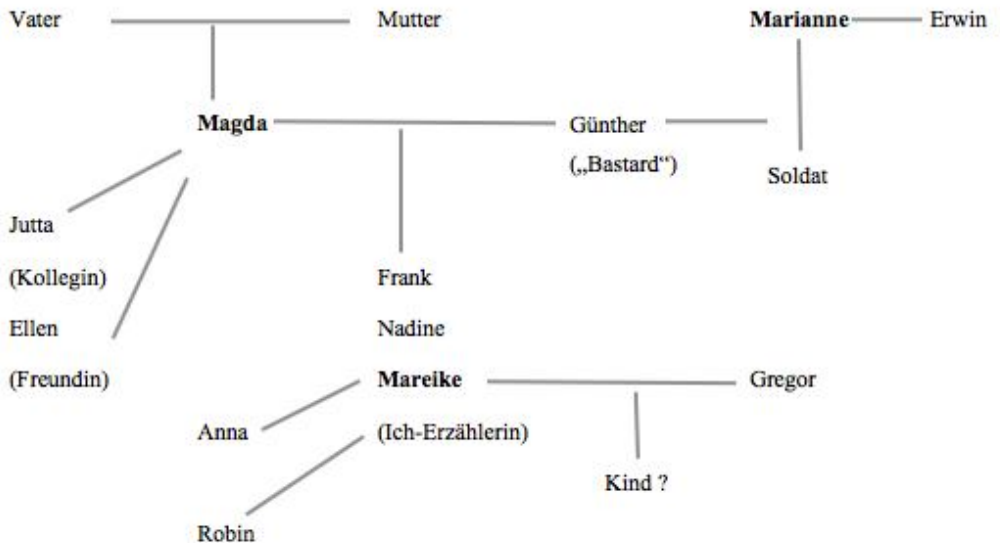 Vater Mutter Marianne Erwin
Magda Günther
(„Bastard“)
Soldat
Jutta
(Kollegin) Frank
Ellen Nadine
(Freundin) Mareike Gregor
Anna (Ich-Erzählerin)
Kind ?
Robin